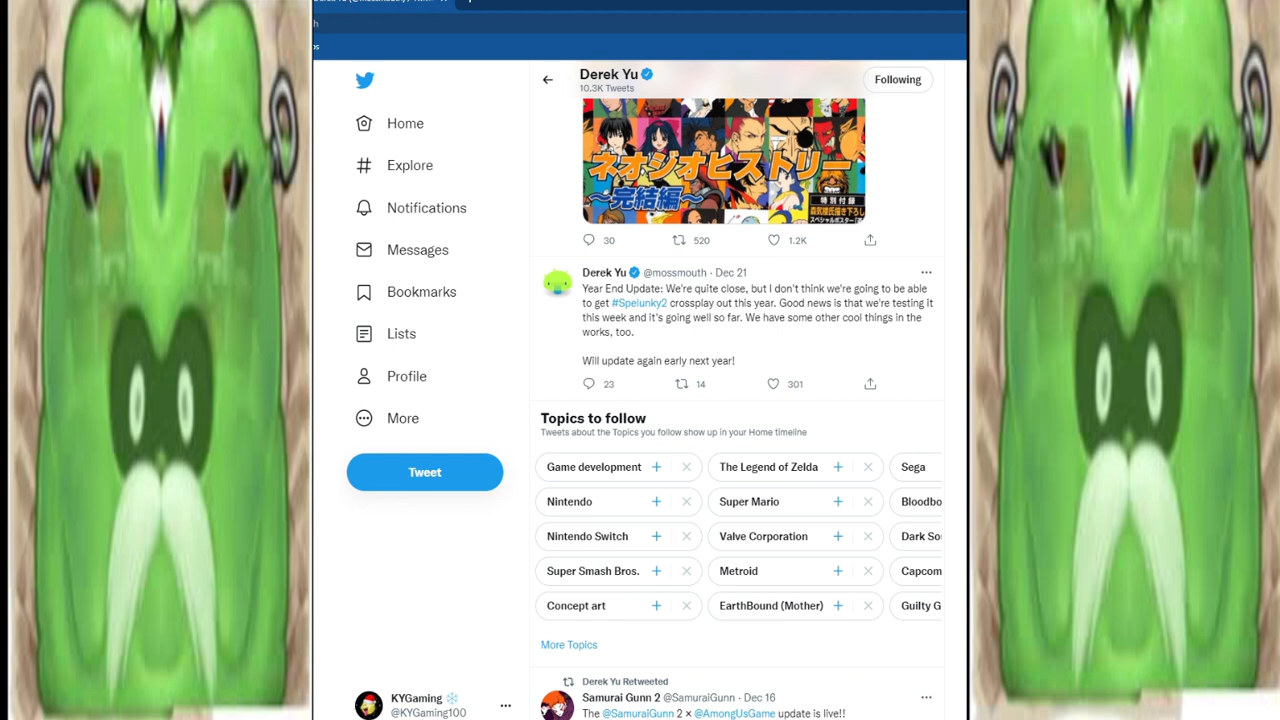 Derek Yu
10.3K Tweets
Following
Home
Explore
Notifications
Messages
Bookmarks
Lists
Profile
More
Tweet
KYGaming
@KYGaming100
ネオジオヒストリー
〜完結編〜
特別付録
30 520 1.2K
Derek Yu @mossmouth · Dec 21
Year End Update: We're quite close, but I don't think we're going to be able
to get #Spelunky2 crossplay out this year. Good news is that we're testing it
this week and it's going well so far. We have some other cool things in the
works, too.
Will update again early next year!
23 14 301
Topics to follow
Tweets about the Topics you follow show up in your Home timeline
Game development The Legend of Zelda Sega
Nintendo Super Mario Bloodbo
Nintendo Switch Valve Corporation Dark Sou
Super Smash Bros. Metroid Capcom
Concept art EarthBound (Mother) Guilty G
More Topics
Derek Yu Retweeted
Samurai Gunn 2 @SamuraiGunn · Dec 16
The @SamuraiGunn 2 × @AmongUsGame update is live!!